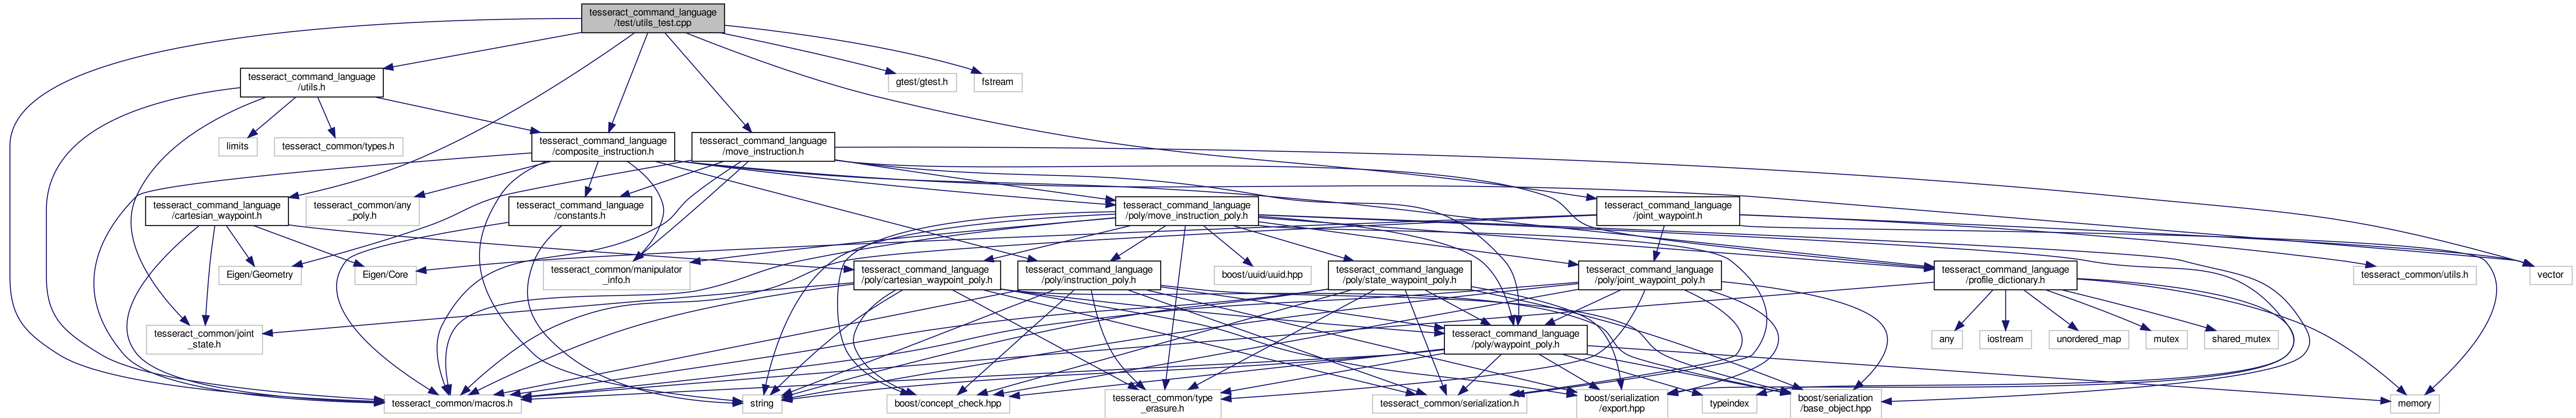 tesseract_command_language
/test/utils_test.cpp
tesseract_command_language
/utils.h
gtest/gtest.h
fstream
limits
tesseract_common/types.h
tesseract_command_language
/composite_instruction.h
tesseract_command_language
/move_instruction.h
tesseract_command_language
/cartesian_waypoint.h
tesseract_common/any
_poly.h
tesseract_command_language
/constants.h
tesseract_command_language
/poly/move_instruction_poly.h
tesseract_command_language
/joint_waypoint.h
Eigen/Geometry
Eigen/Core
tesseract_common/manipulator
_info.h
tesseract_command_language
/poly/cartesian_waypoint_poly.h
tesseract_command_language
/poly/instruction_poly.h
boost/uuid/uuid.hpp
tesseract_command_language
/poly/state_waypoint_poly.h
tesseract_command_language
/poly/joint_waypoint_poly.h
tesseract_command_language
/profile_dictionary.h
tesseract_common/utils.h
vector
tesseract_common/joint
_state.h
tesseract_command_language
/poly/waypoint_poly.h
any
iostream
unordered_map
mutex
shared_mutex
tesseract_common/macros.h
string
boost/concept_check.hpp
tesseract_common/type
_erasure.h
tesseract_common/serialization.h
boost/serialization
/export.hpp
typeindex
boost/serialization
/base_object.hpp
memory